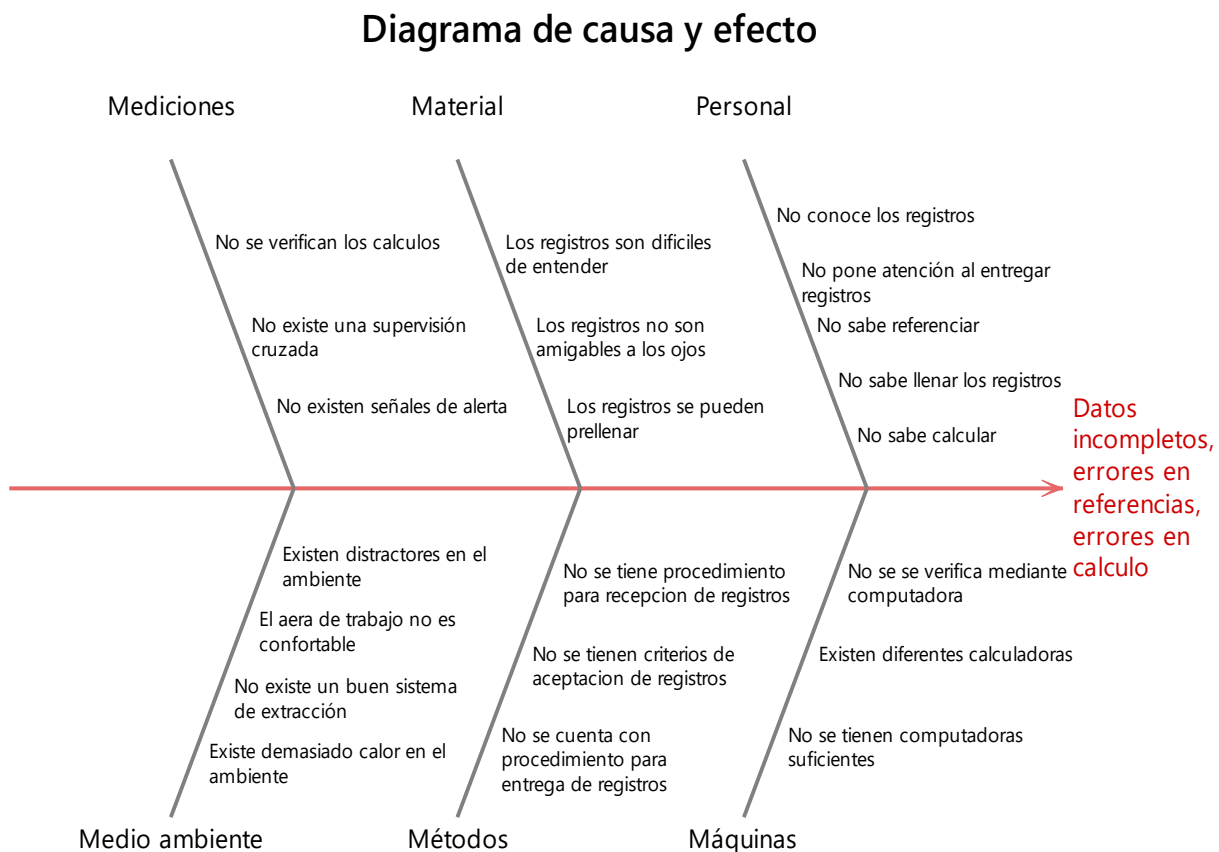 Diagrama de causa y efecto
Mediciones
No se verifican los calculos
No existe una supervisión
cruzada
No existen señales de alerta
Material
Los registros son dificiles
de entender
Los registros no son
amigables a los ojos
Los registros se pueden
prellenar
Personal
No conoce los registros
No pone atención al entregar
registros
No sabe referenciar
No sabe llenar los registros
No sabe calcular
Datos
incompletos,
errores en
referencias,
errores en
calculo
Existen distractores en el
ambiente
El aera de trabajo no es
confortable
No existe un buen sistema
de extracción
Existe demasiado calor en el
ambiente
Medio ambiente
No se tiene procedimiento
para recepcion de registros
No se tienen criterios de
aceptacion de registros
No se cuenta con
procedimiento para
entrega de registros
Métodos
No se se verifica mediante
computadora
Existen diferentes calculadoras
No se tienen computadoras
suficientes
Máquinas